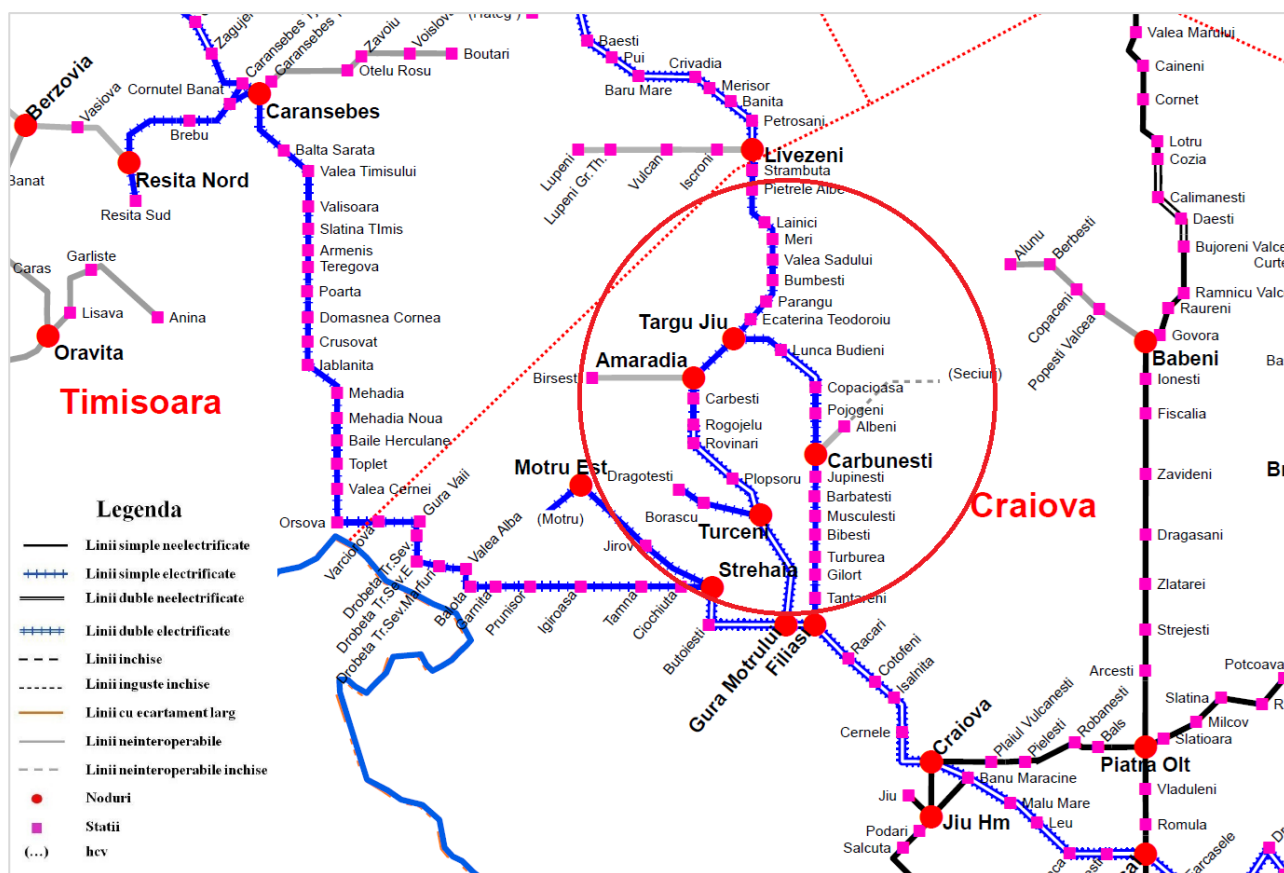 (Hateg )
Zagujeni
Caransebes
Caransebes
Zavoiu
Voislova
Boutari
Otelu Rosu
Cornutel Banat
Caransebes
Berzovia
Vasiova
Brebu
Banat
Resita Nord
Resita Sud
Balta Sarata
Valea Timisului
Valisoara
Slatina TImis
Armenis
Teregova
Poarta
Domasnea Cornea
Crusovat
Iablanita
Mehadia
Mehadia Noua
Baile Herculane
Toplet
Valea Cernei
Orsova
Caras
Garliste
Lisava
Anina
Oravita
Timisoara
Baesti
Pui
Baru Mare
Crivadia
Merisor
Banita
Petrosani
Livezeni
Lupeni
Lupeni Gr. Th.
Vulcan
Iscroni
Strambuta
Pietrele Albe
Lainici
Meri
Valea Sadului
Bumbesti
Parangu
Ecaterina Teodoroiu
Targu Jiu
Amaradia
Birsesti
Lunca Budieni
Copacioasa
(Seciuri)
Pojogeni
Albeni
Carbunesti
Carbesti
Rogojelu
Rovinari
Plopsoru
Dragotesti
Borascu
Turceni
Motru Est
(Motru)
Jirov
Strehaia
Jupinesti
Barbatesti
Musculesti
Bibesti
Turburea
Gilort
Tantareni
Craiova
Varciorova
Gura Vaii
Drobeta Tr.Sev.
Drobeta Tr.Sev.E
Drobeta Tr.Sev.Marfuri
Valea Alba
Balota
Garnita
Prunisor
Igiroasa
Tamna
Ciochiuta
Butoiesti
Gura Motrului
Filiasi
Racari
Cotofeni
Isalnita
Cernele
Craiova
Plaiul Vulcanesti
Pielesti
Robanesti
Bals
Piatra Olt
Banu Maracine
Malu Mare
Leu
Jiu
Jiu Hm
Podari
Salcuta
Valea Marului
Caineni
Cornet
Lotru
Cozia
Calimanesti
Daesti
Bujoreni Valce
Curte
Ramnicu Valc
Raureni
Govora
Babeni
Alunu
Berbesti
Copaceni
Popesti Valcea
Ba
Ionesti
Fiscalia
Zavideni
Br
Dragasani
Zlatarei
Strejesti
Arcesti
Potcoava
Slatina
R
Milcov
Slatioara
Vladuleni
Romula
Farcasele
Legenda
Linii simple neelectrificate
Linii simple electrificate
Linii duble neelectrificate
Linii duble electrificate
Linii inchise
Linii inguste inchise
Linii cu ecartament larg
Linii neinteroperabile
Linii neinteroperabile inchise
Noduri
Statii
(...) hcv